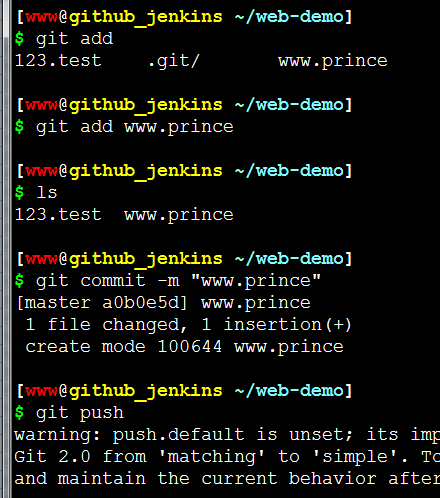 [www@github_jenkins ~/web-demo]
$ git add
123.test    .git/       www.prince
[www@github_jenkins ~/web-demo]
$ git add www.prince
[www@github_jenkins ~/web-demo]
$ ls
123.test  www.prince
[www@github_jenkins ~/web-demo]
$ git commit -m "www.prince"
[master a0b0e5d] www.prince
 1 file changed, 1 insertion(+)
 create mode 100644 www.prince
[www@github_jenkins ~/web-demo]
$ git push
warning: push.default is unset; its imp
Git 2.0 from 'matching' to 'simple'. To
and maintain the current behavior after